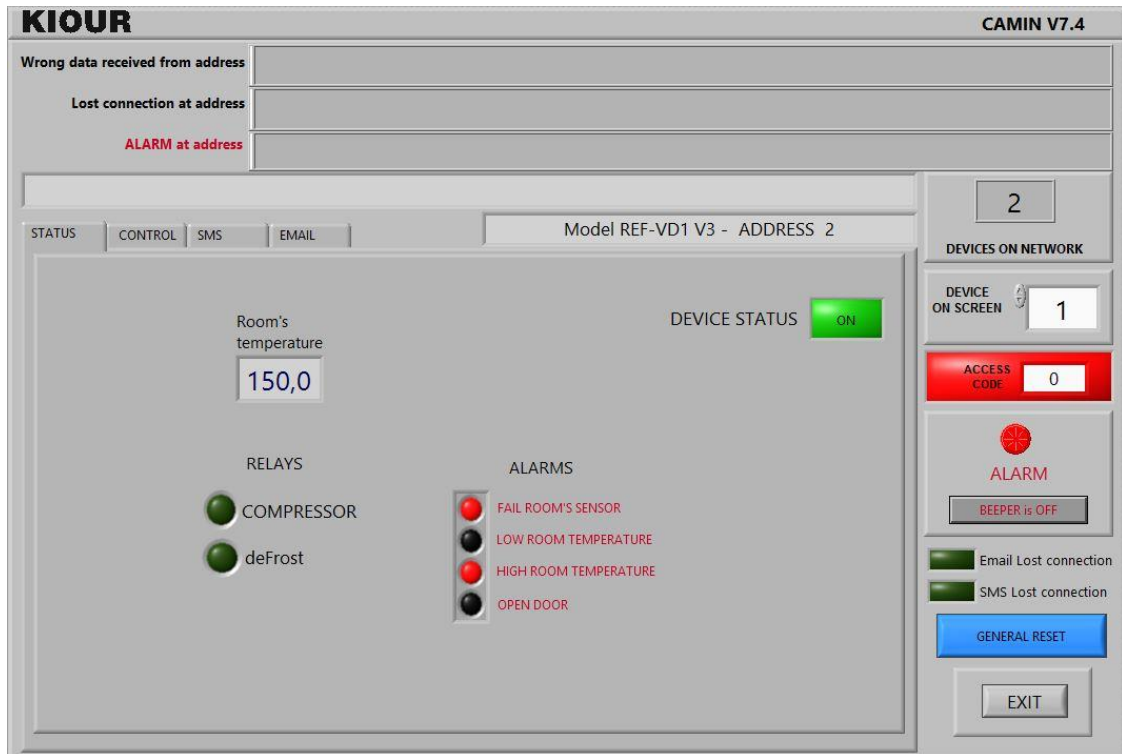 KIOUR
CAMIN V7.4
Wrong data received from address
Lost connection at address
ALARM at address
STATUS
CONTROL
SMS
EMAIL
Model REF-VD1 V3 - ADDRESS 2
2
DEVICES ON NETWORK
DEVICE
ON SCREEN
1
Room's
temperature
150,0
DEVICE STATUS
ON
ACCESS
CODE
0
RELAYS
COMPRESSOR
deFrost
ALARMS
FAIL ROOM'S SENSOR
LOW ROOM TEMPERATURE
HIGH ROOM TEMPERATURE
OPEN DOOR
ALARM
BEEPER is OFF
Email Lost connection
SMS Lost connection
GENERAL RESET
EXIT